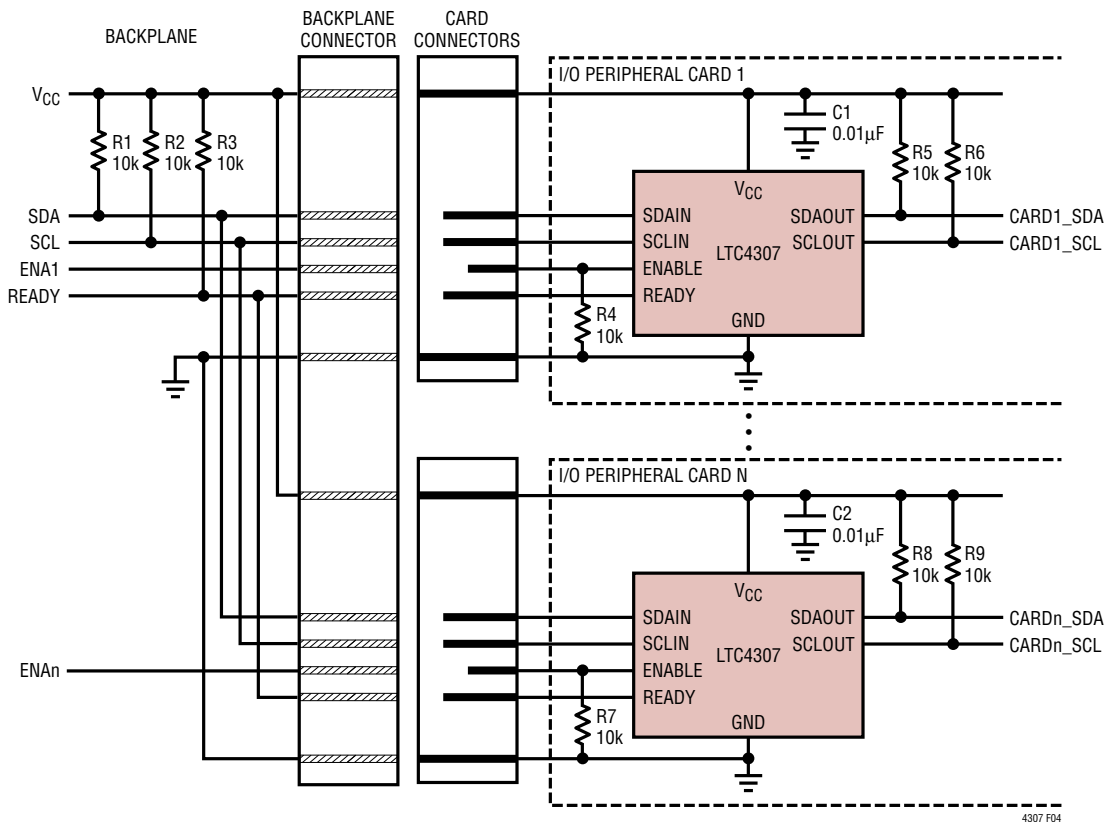 BACKPLANE
BACKPLANE
CONNECTOR
CARD
CONNECTORS
I/O PERIPHERAL CARD 1
VCC
R1
10k
R2
10k
R3
10k
C1
0.01μF
R5
10k
R6
10k
SDA
SCL
ENA1
READY
VCC
SDAIN
SCLIN
ENABLE
READY
LTC4307
SDAOUT
SCLOUT
GND
CARD1_SDA
CARD1_SCL
R4
10k
I/O PERIPHERAL CARD N
C2
0.01μF
R8
10k
R9
10k
ENAn
VCC
SDAIN
SCLIN
ENABLE
READY
LTC4307
SDAOUT
SCLOUT
GND
CARDn_SDA
CARDn_SCL
R7
10k
4307 F04